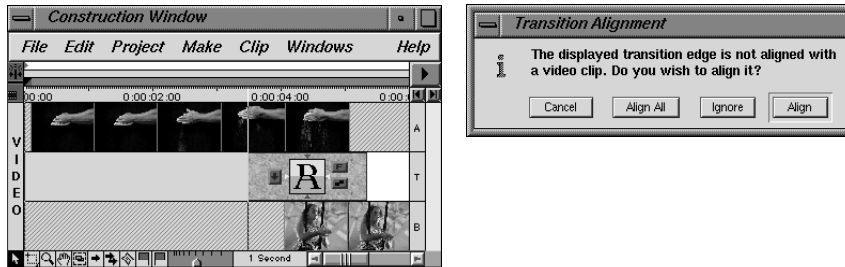 Construction Window
File Edit Project Make Clip Windows Help
00:00 0:00:02:00 0:00:04:00 0:00:
VIDEO
A
T
B
R
1 Second
Transition Alignment
The displayed transition edge is not aligned with
a video clip. Do you wish to align it?
Cancel Align All Ignore Align